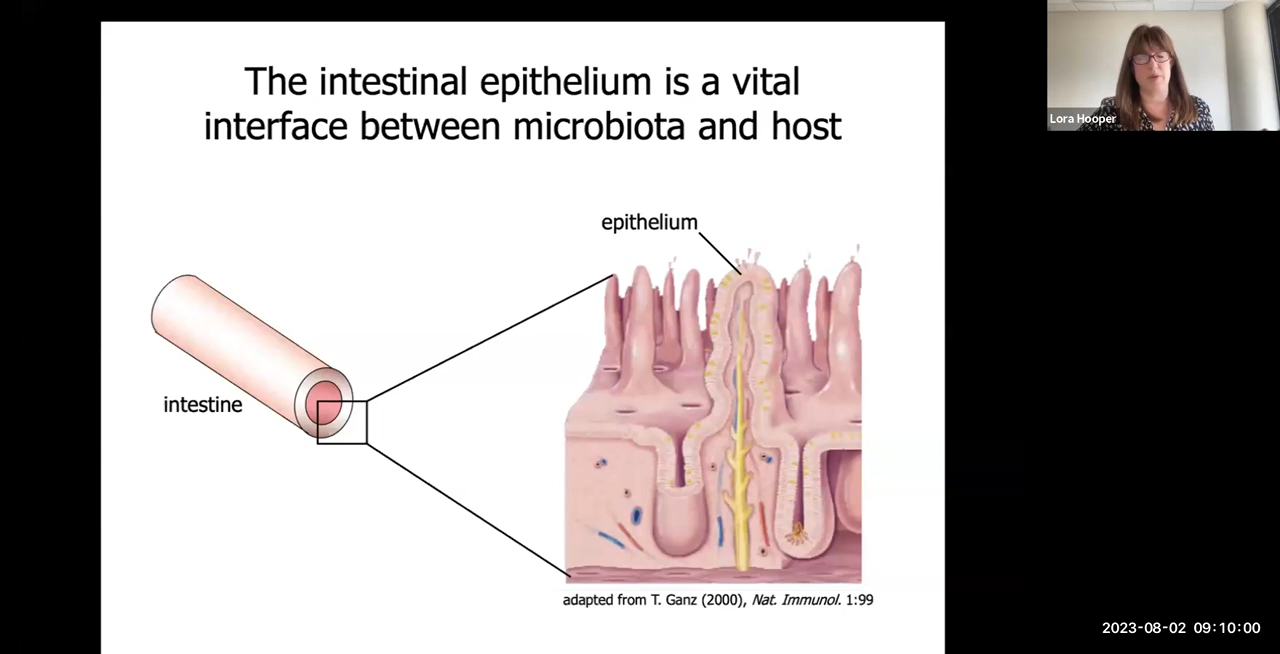 The intestinal epithelium is a vital
interface between microbiota and host
epithelium
intestine
adapted from T. Ganz (2000), Nat. Immunol. 1:99
Lora Hooper
2023-08-02 09:10:00